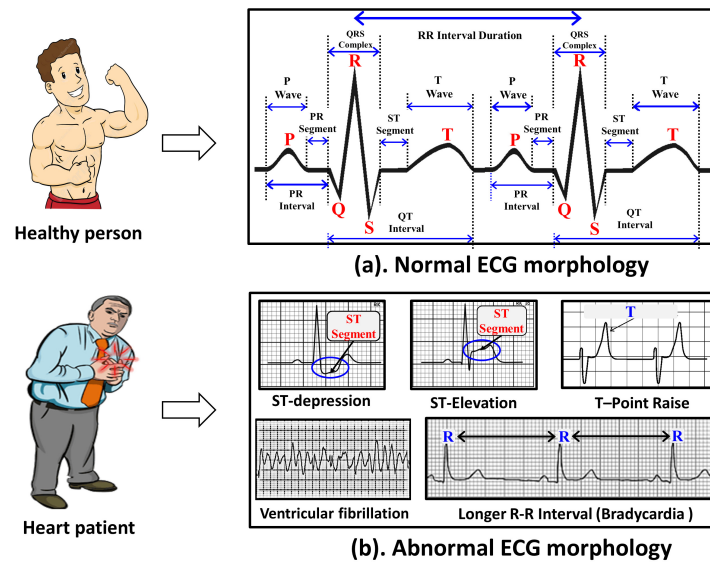 QRS
Complex
RR Interval Duration
QRS
Complex
R
R
P
Wave
T
Wave
P
Wave
T
Wave
PR
Segment
ST
Segment
PR
Segment
ST
Segment
P
T
P
T
PR
Interval
Q
S
QT
Interval
PR
Interval
Q
S
QT
Interval
Healthy person
(a). Normal ECG morphology
ST
Segment
ST
Segment
T
ST-depression
ST-Elevation
T–Point Raise
R
R
R
Ventricular fibrillation
Longer R-R Interval (Bradycardia )
Heart patient
(b). Abnormal ECG morphology